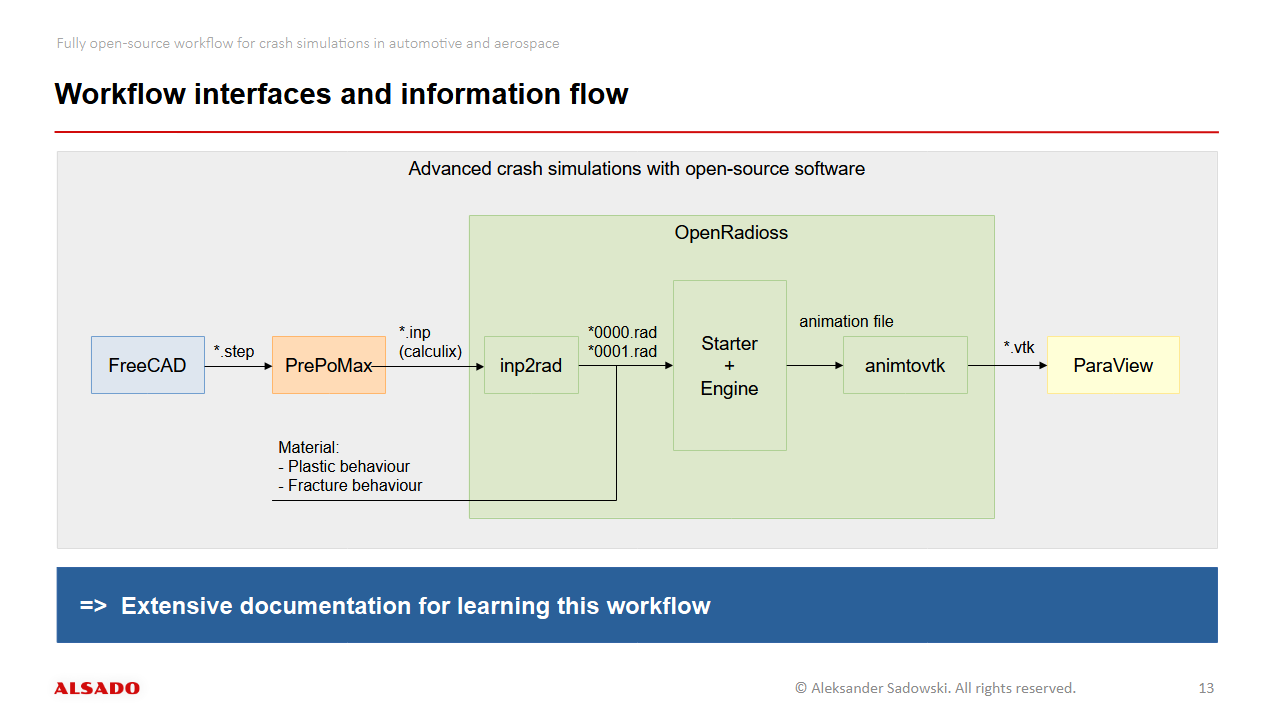 Fully open-source workflow for crash simulations in automotive and aerospace
Workflow interfaces and information flow
Advanced crash simulations with open-source software
OpenRadioss
FreeCAD
*.step
PrePoMax
*.inp
(calculix)
inp2rad
*0000.rad
*0001.rad
Starter
+
Engine
animation file
animtovtk
*.vtk
ParaView
Material:
- Plastic behaviour
- Fracture behaviour
=> Extensive documentation for learning this workflow
ALSADO
© Aleksander Sadowski. All rights reserved.
13